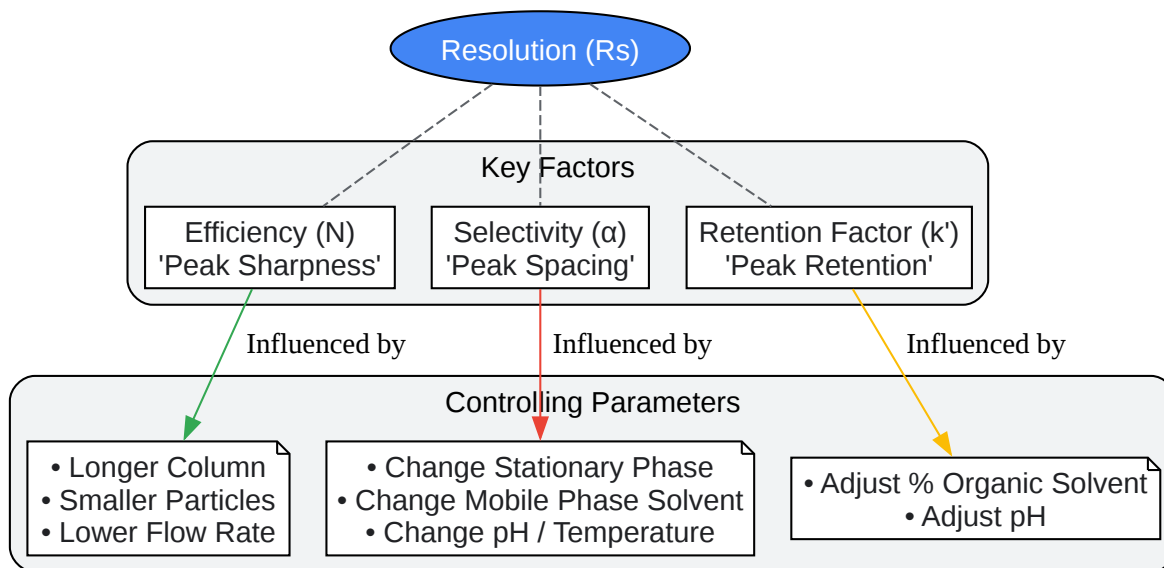 Resolution (Rs)
Key Factors
Efficiency (N)
'Peak Sharpness'
Selectivity (α)
'Peak Spacing'
Retention Factor (k')
'Peak Retention'
Influenced by
Influenced by
Influenced by
Controlling Parameters
• Longer Column
• Smaller Particles
• Lower Flow Rate
• Change Stationary Phase
• Change Mobile Phase Solvent
• Change pH / Temperature
• Adjust % Organic Solvent
• Adjust pH